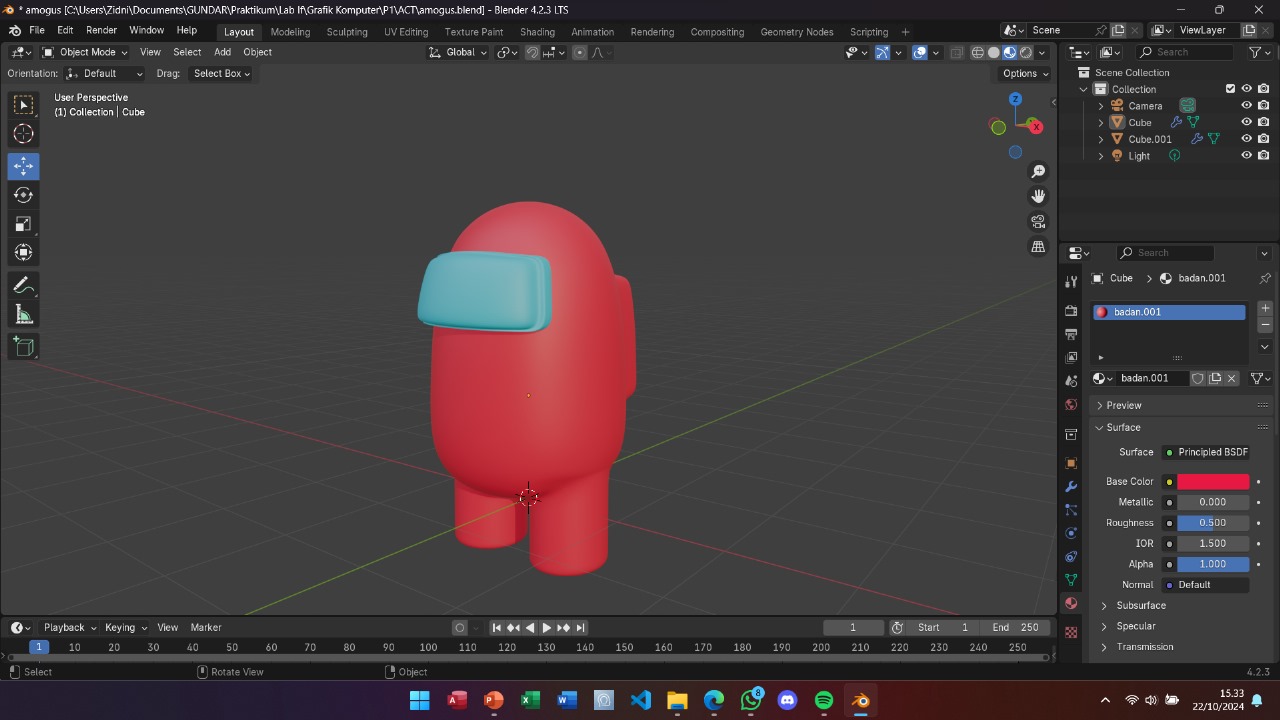 * amogus [C:\Users\Zidni\Documents\GUNDAR\Praktikum\Lab If\Grafik Komputer\P1\ACT\amogus.blend] - Blender 4.2.3 LTS
File Edit Render Window Help Layout Modeling Sculpting UV Editing Texture Paint Shading Animation Rendering Compositing Geometry Nodes Scripting + Scene ViewLayer
Object Mode View Select Add Object Global Search
Orientation: Default Drag: Select Box Options
Scene Collection
Collection
Camera
Cube
Cube.001
Light
User Perspective
(1) Collection | Cube
Z
X
Search
Cube > badan.001
badan.001
badan.001
Preview
Surface
Surface Principled BSDF
Base Color
Metallic 0.000
Roughness 0.500
IOR 1.500
Alpha 1.000
Normal Default
Subsurface
Specular
Transmission
Playback Keying View Marker 1 Start 1 End 250
1 10 20 30 40 50 60 70 80 90 100 110 120 130 140 150 160 170 180 190 200 210 220 230 240 250
Select Rotate View Object 4.2.3
8
15.33
22/10/2024